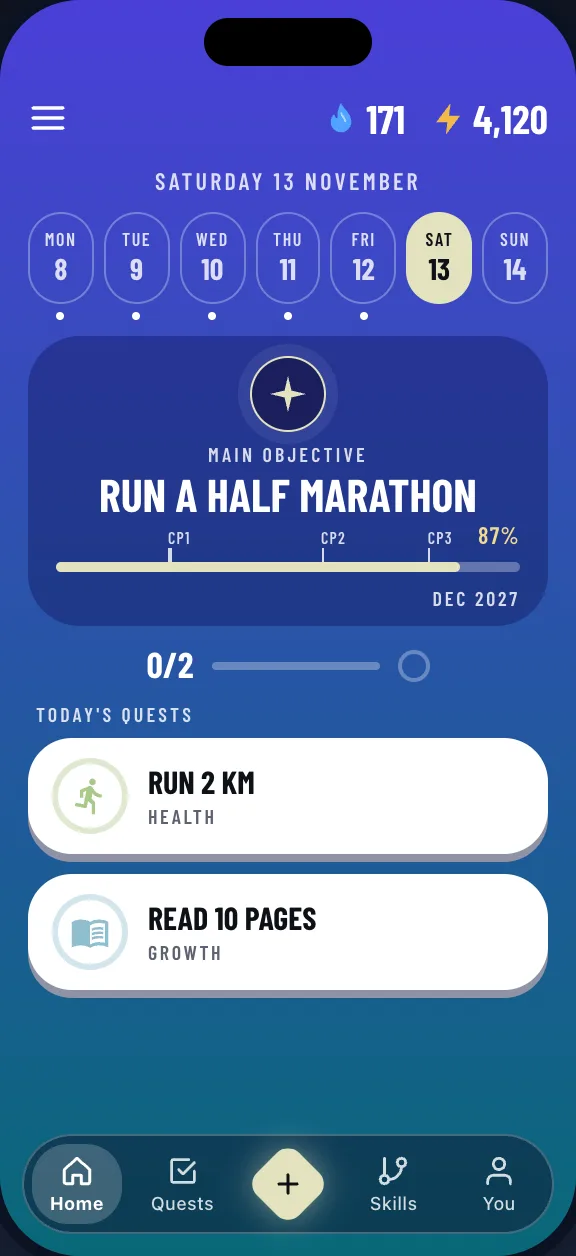 171 4,120
SATURDAY 13 NOVEMBER
MON TUE WED THU FRI SAT SUN
8 9 10 11 12 13 14
MAIN OBJECTIVE
RUN A HALF MARATHON
CP1 CP2 CP3 87%
DEC 2027
0/2
TODAY'S QUESTS
RUN 2 KM
HEALTH
READ 10 PAGES
GROWTH
Home Quests Skills You